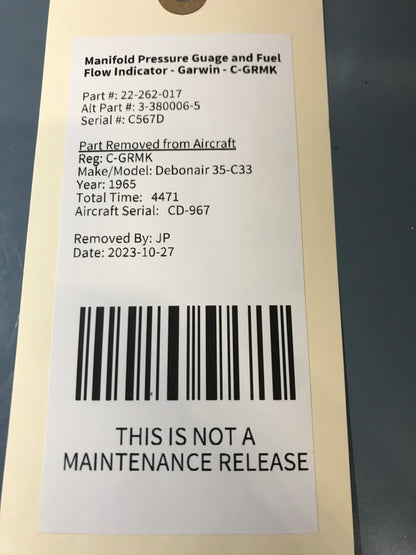 Manifold Pressure Guage and Fuel
Flow Indicator - Garwin - C-GRMK
Part #: 22-262-017
Alt Part #: 3-380006-5
Serial #: C567D
Part Removed from Aircraft
Reg: C-GRMK
Make/Model: Debonair 35-C33
Year: 1965
Total Time: 4471
Aircraft Serial: CD-967
Removed By: JP
Date: 2023-10-27
THIS IS NOT A
MAINTENANCE RELEASE